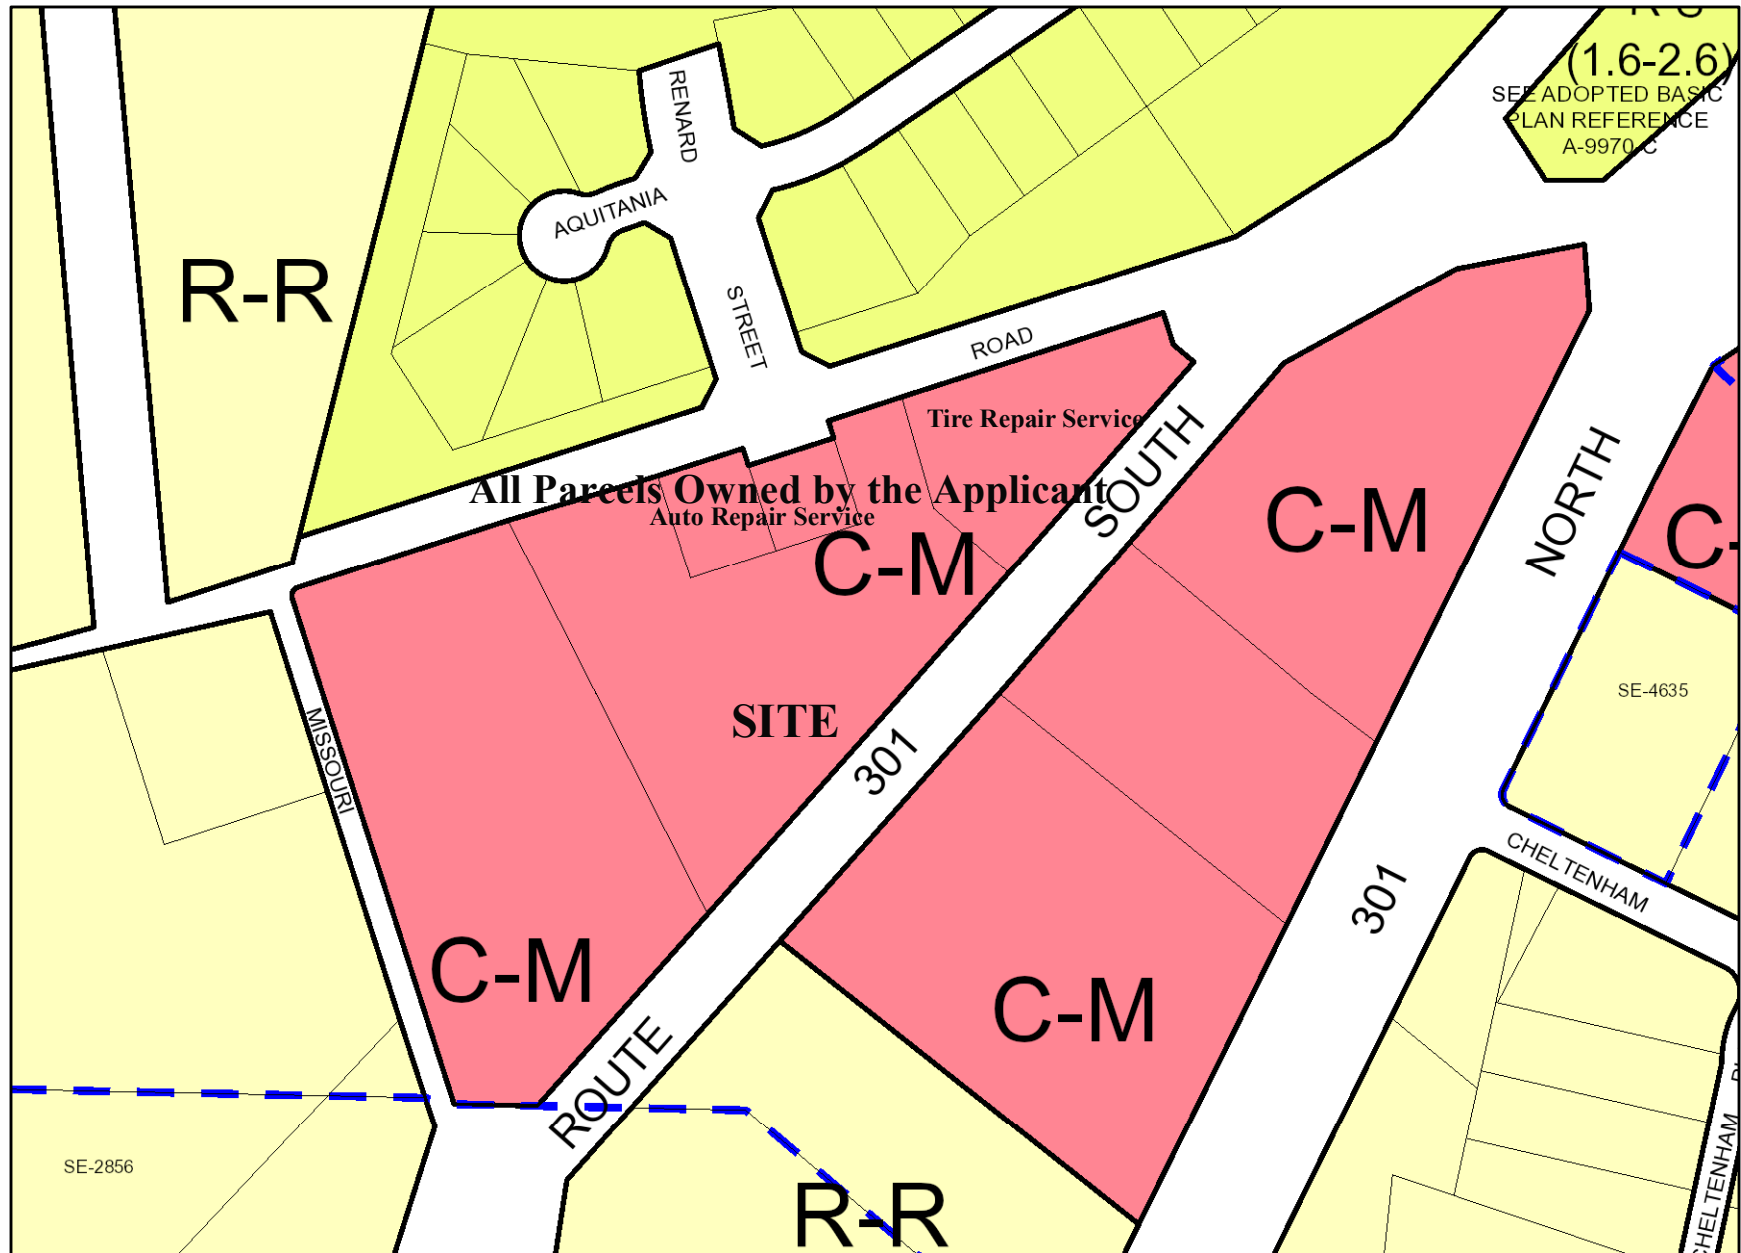 (1.6-2.6)
SEE ADOPTED BASIC
PLAN REFERENCE
A-9970-C
RENARD
AQUITANIA
R-R
STREET
ROAD
Tire Repair Service
All Parcels Owned by the Applicant
Auto Repair Service
C-M
SOUTH
C-M
NORTH
C-
SE-4635
MISSOURI
SITE
301
CHELTENHAM
301
C-M
C-M
ROUTE
SE-2856
R-R
CHELTENHAM